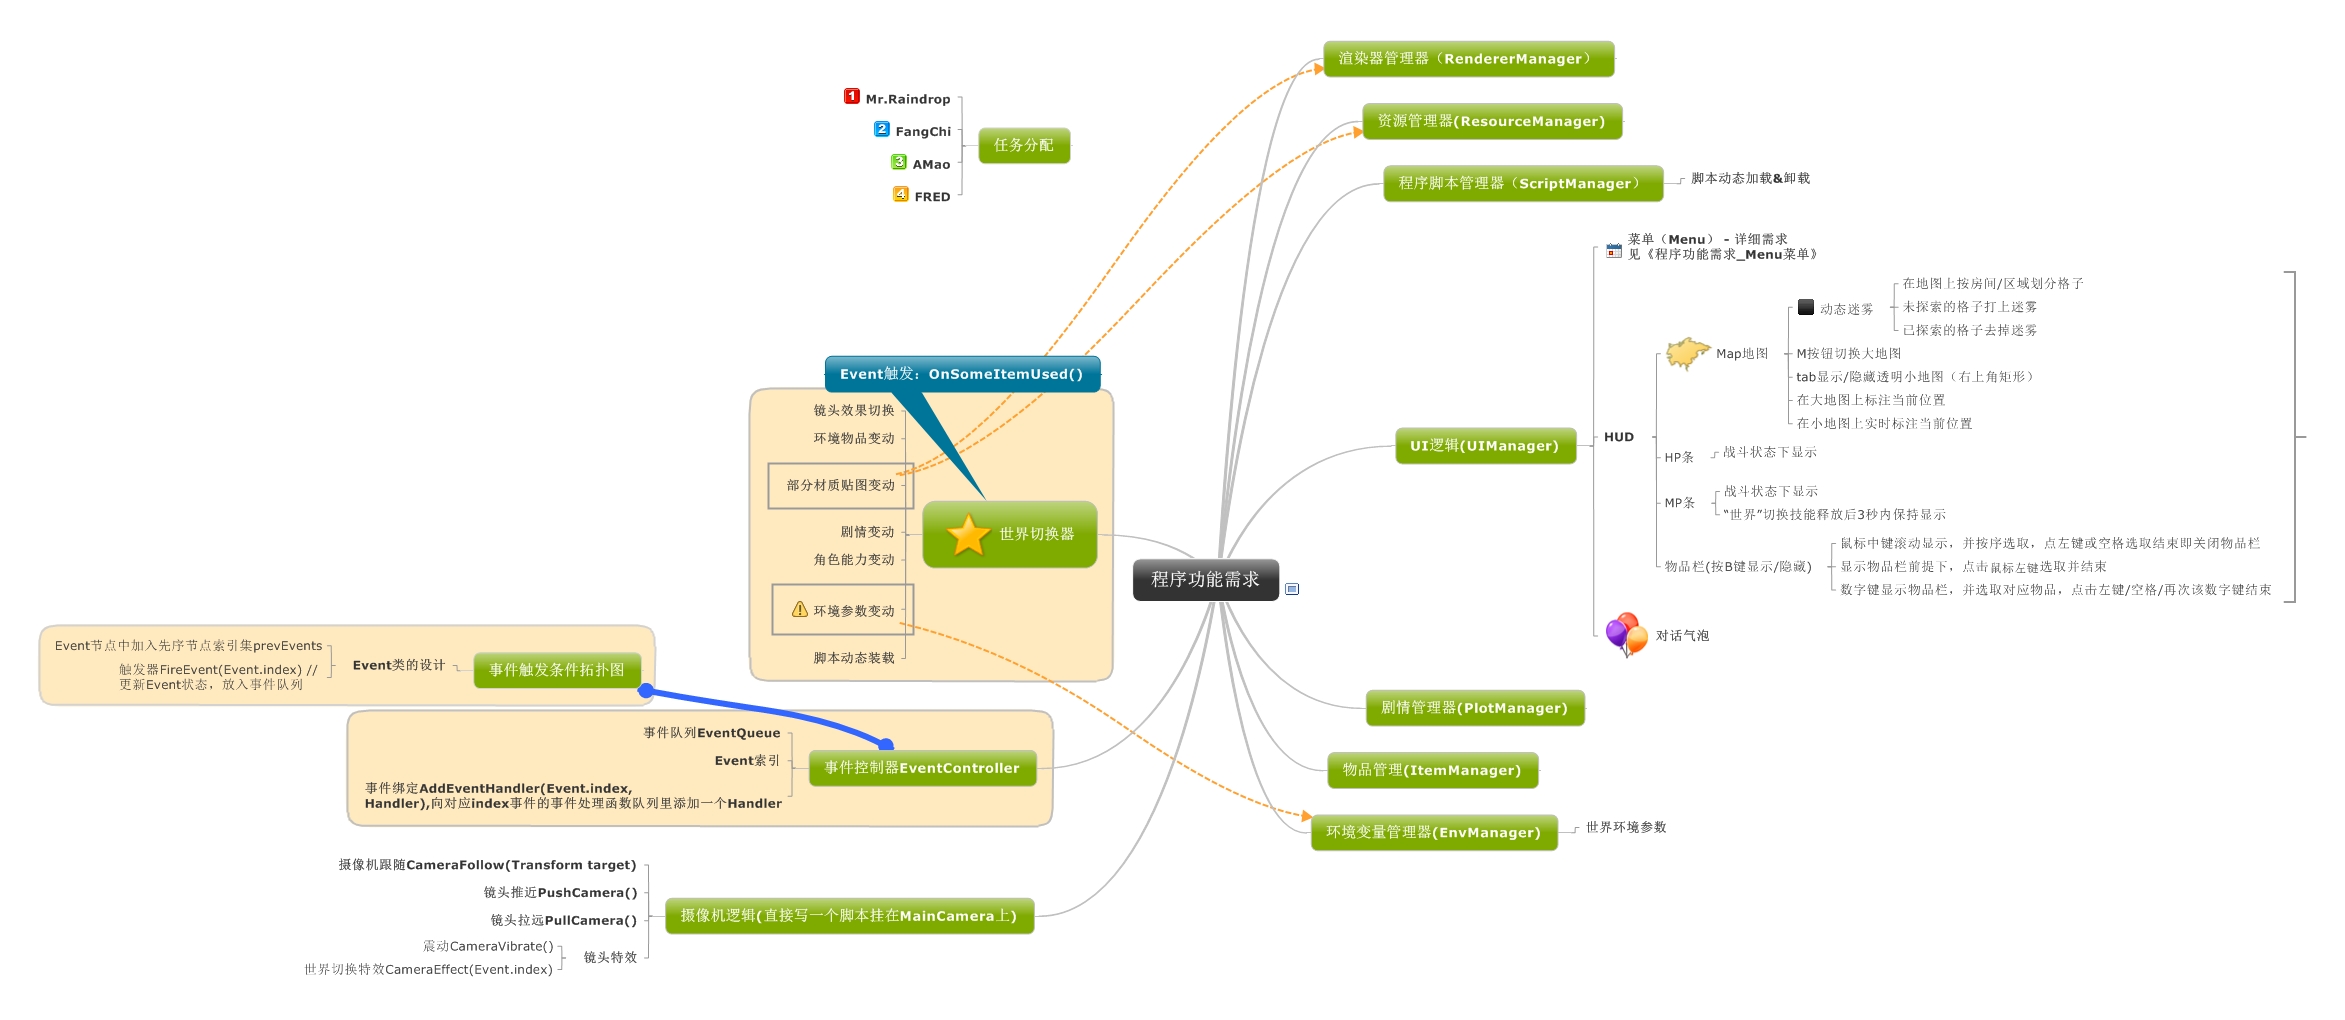 渲染器管理器（RendererManager）
资源管理器(ResourceManager)
程序脚本管理器（ScriptManager）
脚本动态加载&卸载
1 Mr.Raindrop
2 FangChi
3 AMao
4 FRED
任务分配
菜单（Menu） - 详细需求
见《程序功能需求_Menu菜单》
UI逻辑(UIManager)
HUD
Map地图
动态迷雾
在地图上按房间/区域划分格子
未探索的格子打上迷雾
已探索的格子去掉迷雾
M按钮切换大地图
tab显示/隐藏透明小地图（右上角矩形）
在大地图上标注当前位置
在小地图上实时标注当前位置
HP条
战斗状态下显示
MP条
战斗状态下显示
“世界”切换技能释放后3秒内保持显示
物品栏(按B键显示/隐藏)
鼠标中键滚动显示，并按序选取，点左键或空格选取结束即关闭物品栏
显示物品栏前提下，点击鼠标左键选取并结束
数字键显示物品栏，并选取对应物品，点击左键/空格/再次该数字键结束
对话气泡
Event触发：OnSomeItemUsed()
镜头效果切换
环境物品变动
部分材质贴图变动
剧情变动
角色能力变动
环境参数变动
脚本动态装载
世界切换器
程序功能需求
Event节点中加入先序节点索引集prevEvents
触发器FireEvent(Event.index) //
更新Event状态，放入事件队列
Event类的设计
事件触发条件拓扑图
事件队列EventQueue
Event索引
事件绑定AddEventHandler(Event.index,
Handler),向对应index事件的事件处理函数队列里添加一个Handler
事件控制器EventController
剧情管理器(PlotManager)
物品管理(ItemManager)
环境变量管理器(EnvManager)
世界环境参数
摄像机跟随CameraFollow(Transform target)
镜头推近PushCamera()
镜头拉远PullCamera()
震动CameraVibrate()
世界切换特效CameraEffect(Event.index)
镜头特效
摄像机逻辑(直接写一个脚本挂在MainCamera上)